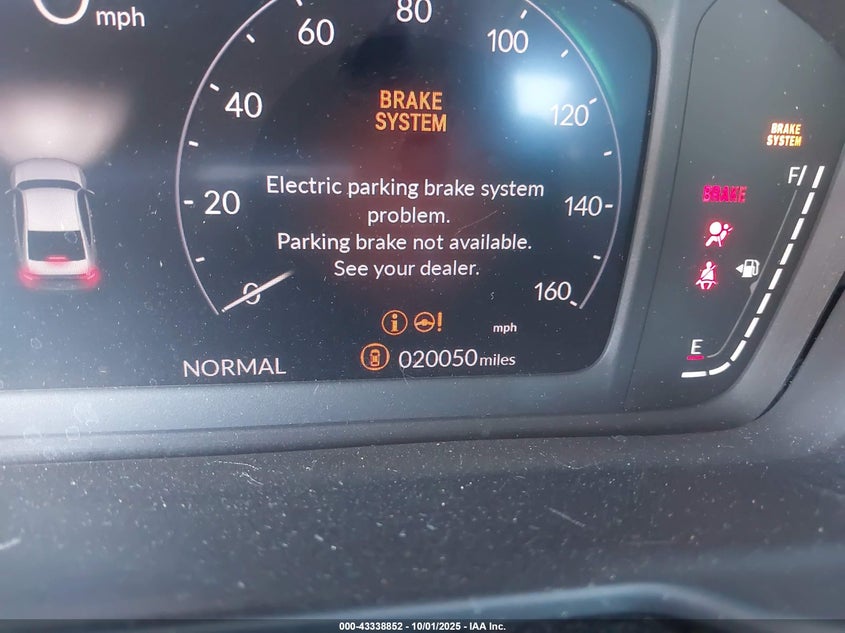 mph
0
20
40
60
80
100
120
140
160
BRAKE
SYSTEM
Electric parking brake system
problem.
Parking brake not available.
See your dealer.
mph
NORMAL
020050 miles
BRAKE
SYSTEM
F
BRAKE
E
000-43338852 - 10/01/2025 - IAA Inc.